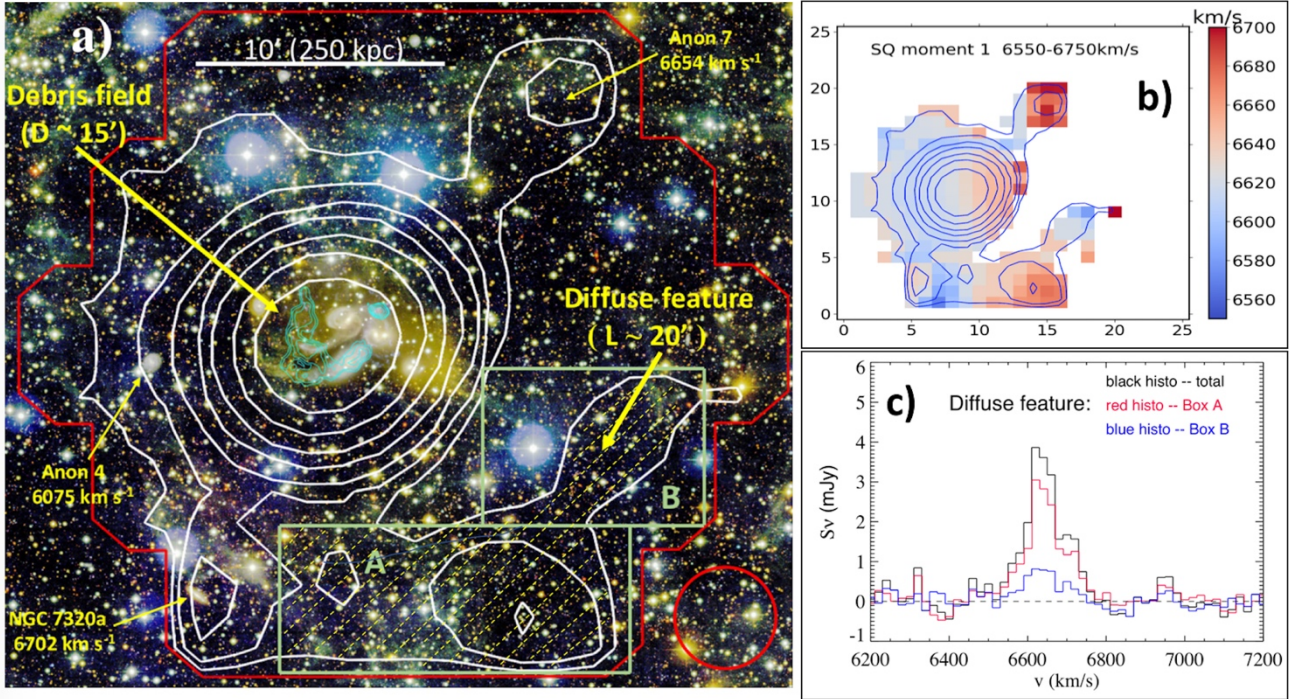 a)
10' (250 kpc)
Debris field
(D ~ 15')
Anon 7
6654 km s⁻¹
Diffuse feature
( L ~ 20')
Anon 4
6075 km s⁻¹
B
A
NGC 7320a
6702 km s⁻¹
km/s
SQ moment 1 6550-6750km/s
b)
25
20
15
10
5
0
0 5 10 15 20 25
6700
6680
6660
6640
6620
6600
6580
6560
c)
Diffuse feature:
black histo -- total
red histo -- Box A
blue histo -- Box B
Sν (mJy)
6
5
4
3
2
1
0
-1
6200 6400 6600 6800 7000 7200
v (km/s)